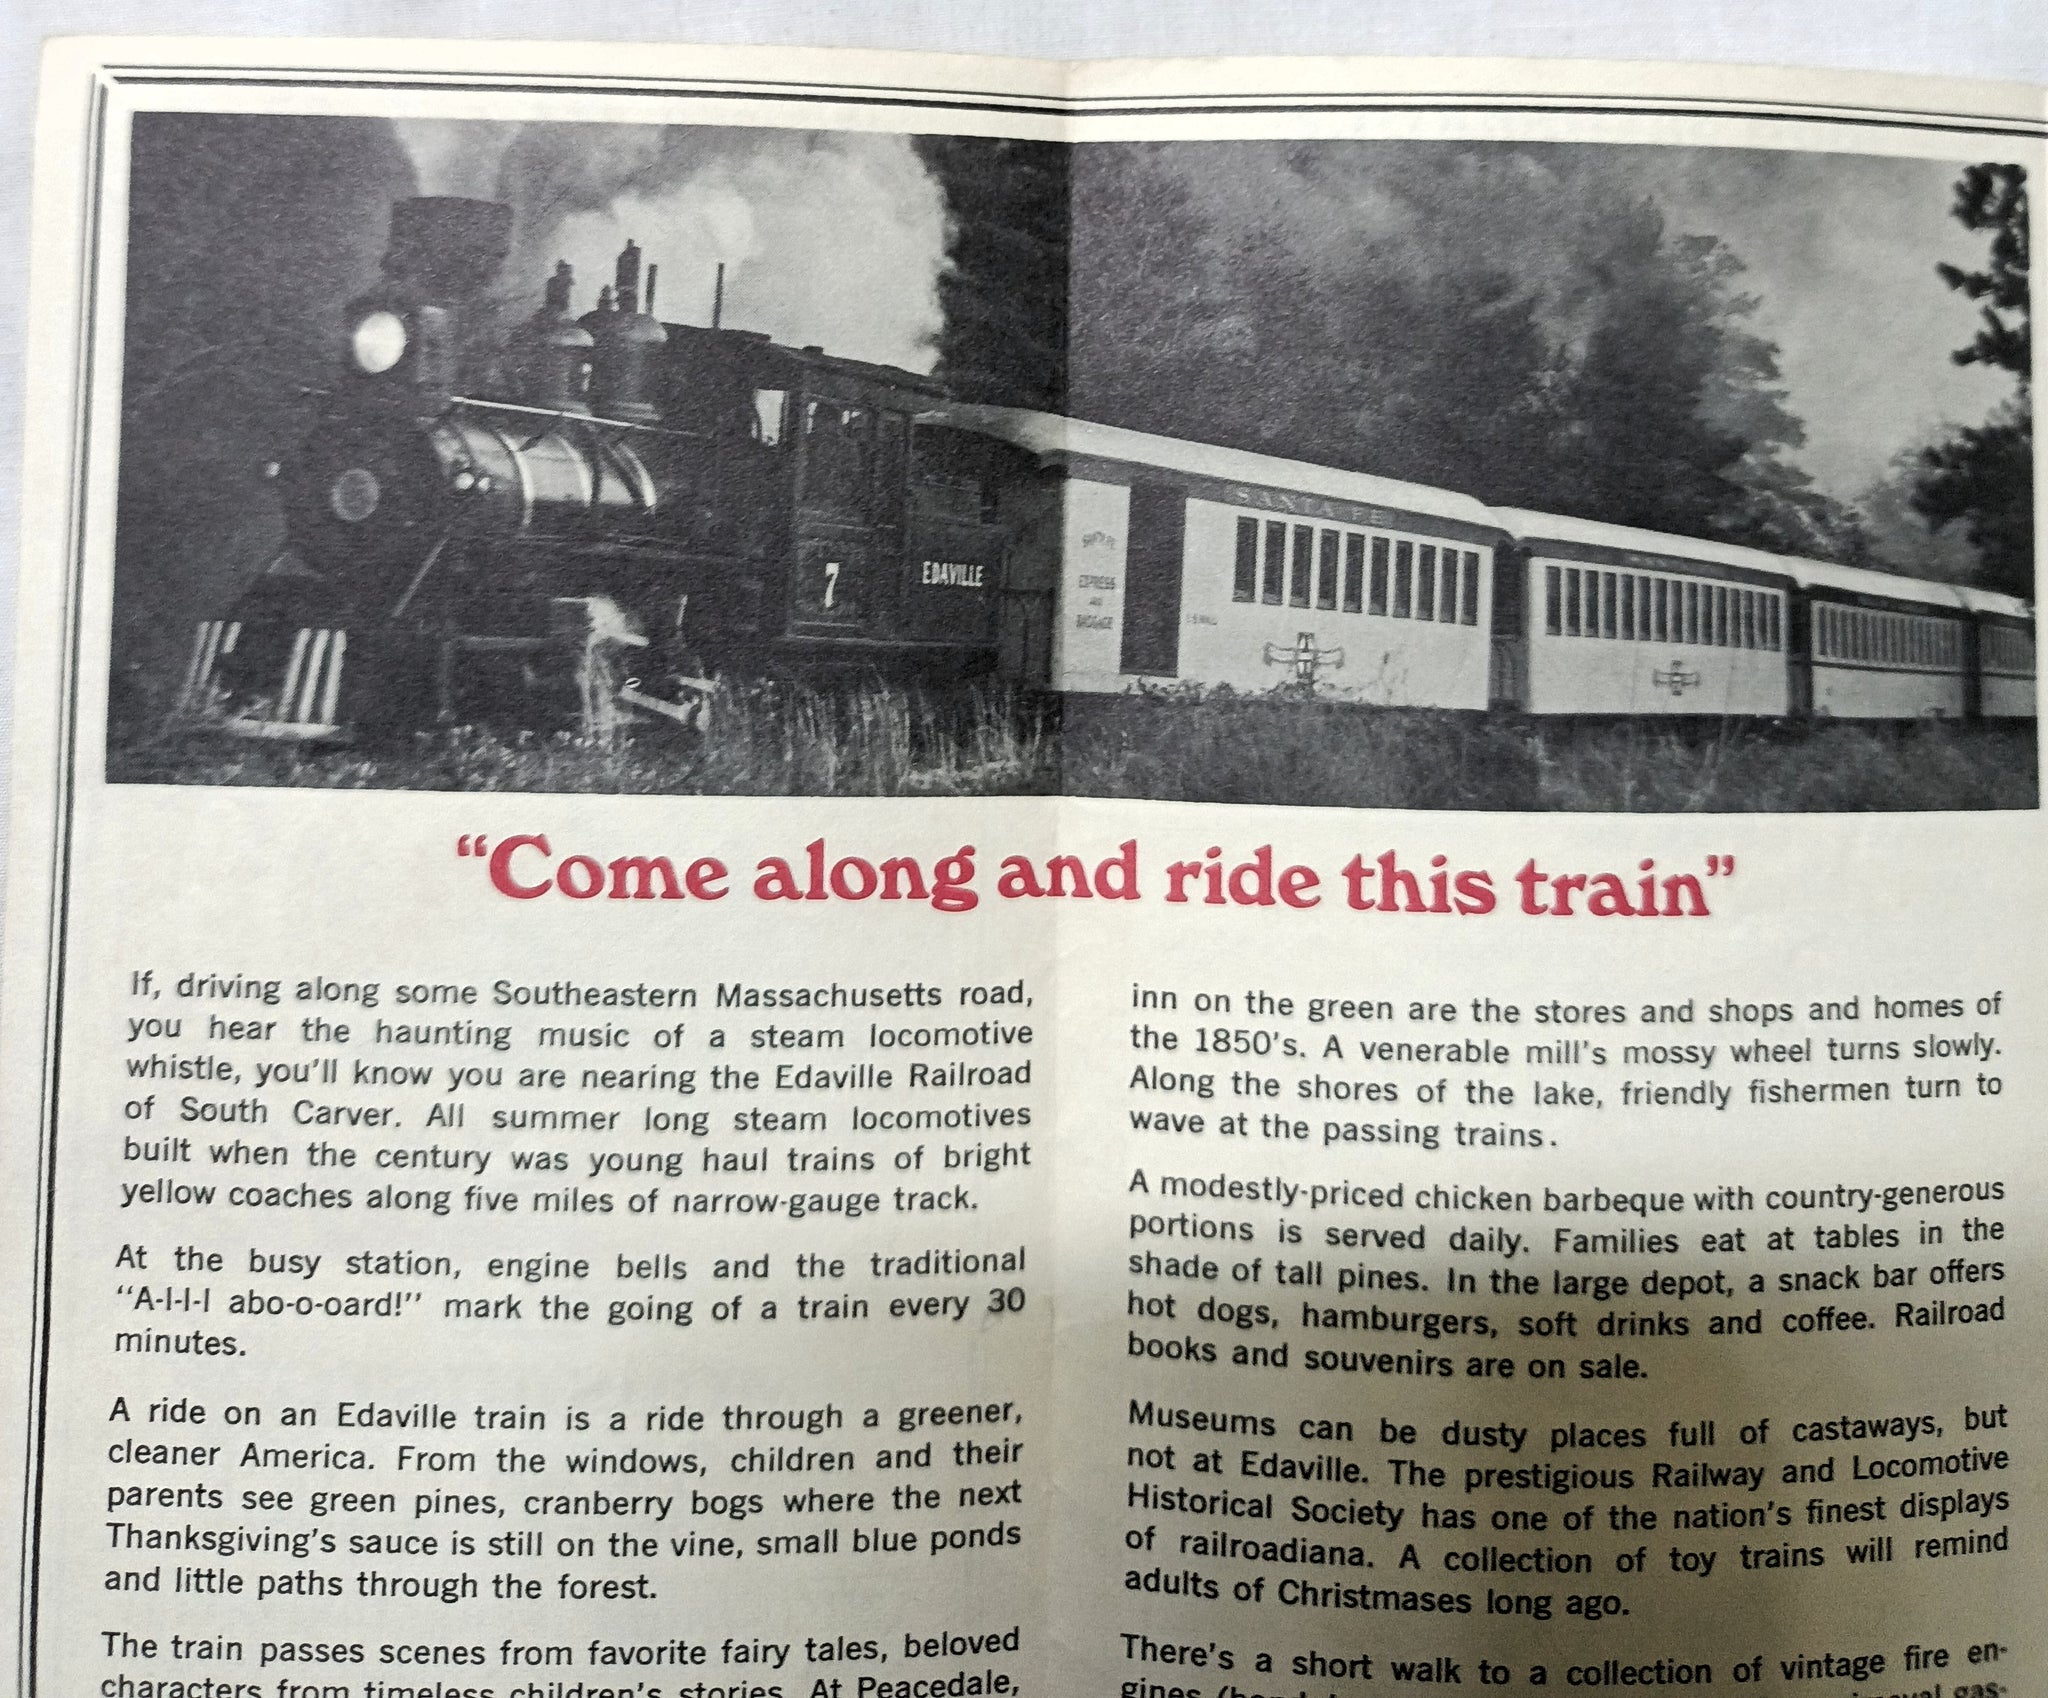 7
EDAVILLE
SANTA FE
EXPRESS
BAGGAGE
“Come along and ride this train”
If, driving along some Southeastern Massachusetts road,
you hear the haunting music of a steam locomotive
whistle, you'll know you are nearing the Edaville Railroad
of South Carver. All summer long steam locomotives
built when the century was young haul trains of bright
yellow coaches along five miles of narrow-gauge track.
At the busy station, engine bells and the traditional
"A-l-l-l abo-o-oard!" mark the going of a train every 30
minutes.
A ride on an Edaville train is a ride through a greener,
cleaner America. From the windows, children and their
parents see green pines, cranberry bogs where the next
Thanksgiving's sauce is still on the vine, small blue ponds
and little paths through the forest.
The train passes scenes from favorite fairy tales, beloved
characters from timeless children's stories. At Peacedale,
inn on the green are the stores and shops and homes of
the 1850's. A venerable mill's mossy wheel turns slowly.
Along the shores of the lake, friendly fishermen turn to
wave at the passing trains.
A modestly-priced chicken barbeque with country-generous
portions is served daily. Families eat at tables in the
shade of tall pines. In the large depot, a snack bar offers
hot dogs, hamburgers, soft drinks and coffee. Railroad
books and souvenirs are on sale.
Museums can be dusty places full of castaways, but
not at Edaville. The prestigious Railway and Locomotive
Historical Society has one of the nation's finest displays
of railroadiana. A collection of toy trains will remind
adults of Christmases long ago.
There's a short walk to a collection of vintage fire en-
gines